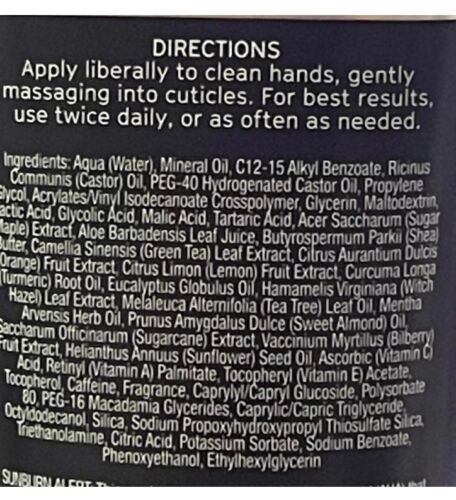 DIRECTIONS
Apply liberally to clean hands, gently
massaging into cuticles. For best results,
use twice daily, or as often as needed.
Ingredients: Aqua (Water), Mineral Oil, C12-15 Alkyl Benzoate, Ricinus
Communis (Castor) Oil, PEG-40 Hydrogenated Castor Oil, Propylene
Glycol, Acrylates/Vinyl Isodecanoate Crosspolymer, Glycerin, Maltodextrin,
actic Acid, Glycolic Acid, Malic Acid, Tartaric Acid, Acer Saccharum (Sugar
Maple) Extract, Aloe Barbadensis Leaf Juice, Butyrospermum Parkii (Shea)
Butter, Camellia Sinensis (Green Tea) Leaf Extract, Citrus Aurantium Dulcis
(Orange) Fruit Extract, Citrus Limon (Lemon) Fruit Extract, Curcuma Longa
(Turmeric) Root Oil, Eucalyptus Globulus Oil, Hamamelis Virginiana (Witch
Hazel) Leaf Extract, Melaleuca Alternifolia (Tea Tree) Leaf Oil, Mentha
Arvensis Herb Oil, Prunus Amygdalus Dulce (Sweet Almond) Oil,
Saccharum Officinarum (Sugarcane) Extract, Vaccinium Myrtillus (Bilberry)
Fruit Extract, Helianthus Annuus (Sunflower) Seed Oil, Ascorbic (Vitamin C)
Acid, Retinyl (Vitamin A) Palmitate, Tocopheryl (Vitamin E) Acetate,
Tocopherol, Caffeine, Fragrance, Caprylyl/Capryl Glucoside, Polysorbate
80, PEG-16 Macadamia Glycerides, Caprylic/Capric Triglyceride,
Octyldodecanol, Silica, Sodium Propoxyhydroxypropyl Thiosulfate Silica,
Triethanolamine, Citric Acid, Potassium Sorbate, Sodium Benzoate,
Phenoxyethanol, Ethylhexylglycerin
SUNBURN ALERT: